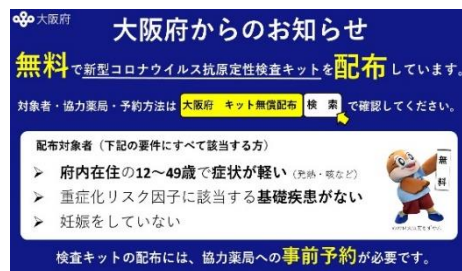 大阪府
大阪府からのお知らせ
無料で新型コロナウイルス抗原定性検査キットを配布しています。
対象者・協力薬局・予約方法は 大阪府 キット無償配布 検索 で確認してください。
配布対象者(下記の要件にすべて該当する方)
➢ 府内在住の12～49歳で症状が軽い(発熱・咳など)
➢ 重症化リスク因子に該当する基礎疾患がない
➢ 妊娠をしていない
無料
検査キットの配布には、協力薬局への事前予約が必要です。